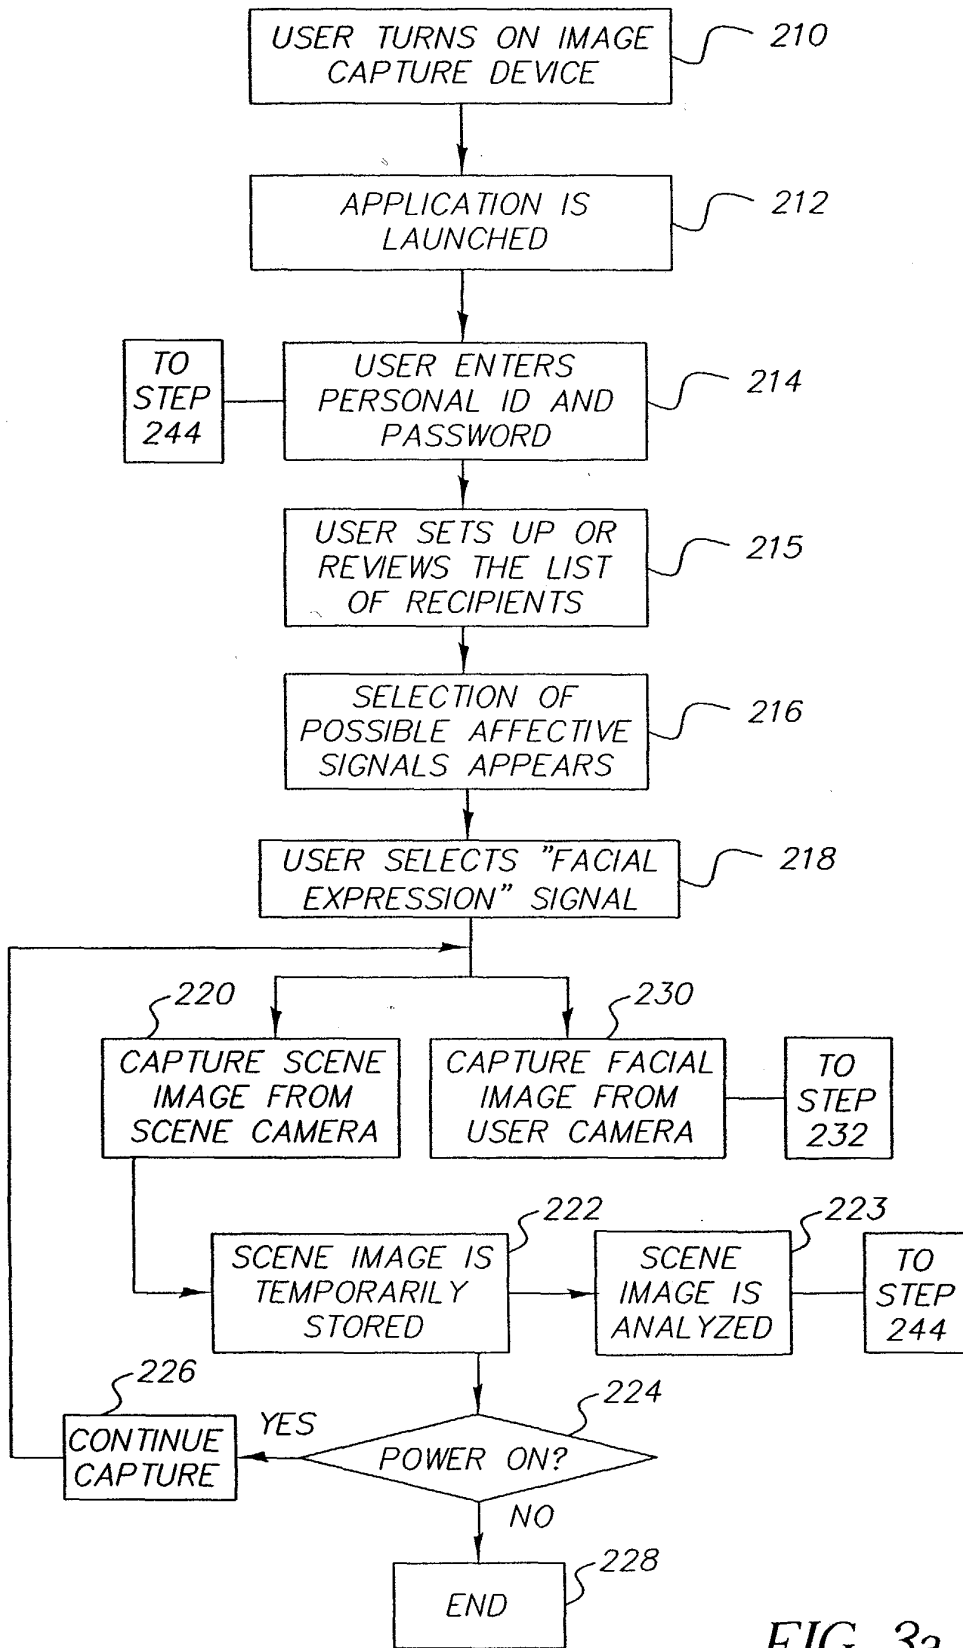 USER TURNS ON IMAGE
CAPTURE DEVICE
210
APPLICATION IS
LAUNCHED
212
TO
STEP
244
USER ENTERS
PERSONAL ID AND
PASSWORD
214
USER SETS UP OR
REVIEWS THE LIST
OF RECIPIENTS
215
SELECTION OF
POSSIBLE AFFECTIVE
SIGNALS APPEARS
216
USER SELECTS "FACIAL
EXPRESSION" SIGNAL
218
220
CAPTURE SCENE
IMAGE FROM
SCENE CAMERA
230
CAPTURE FACIAL
IMAGE FROM
USER CAMERA
TO
STEP
232
222
SCENE IMAGE IS
TEMPORARILY
STORED
223
SCENE
IMAGE IS
ANALYZED
TO
STEP
244
226
CONTINUE
CAPTURE
YES
224
POWER ON?
NO
228
END
FIG. 3a